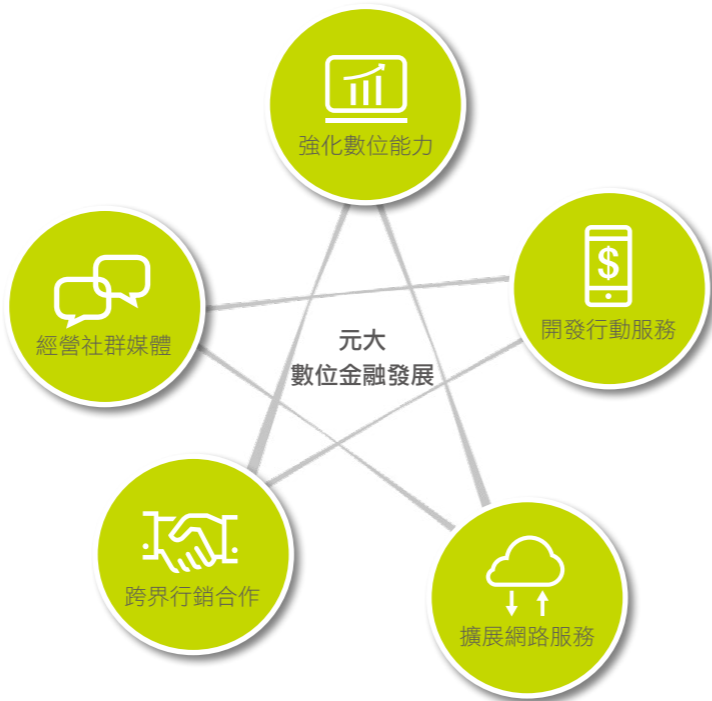 強化數位能力
開發行動服務
經營社群媒體
元大
數位金融發展
跨界行銷合作
擴展網路服務
$